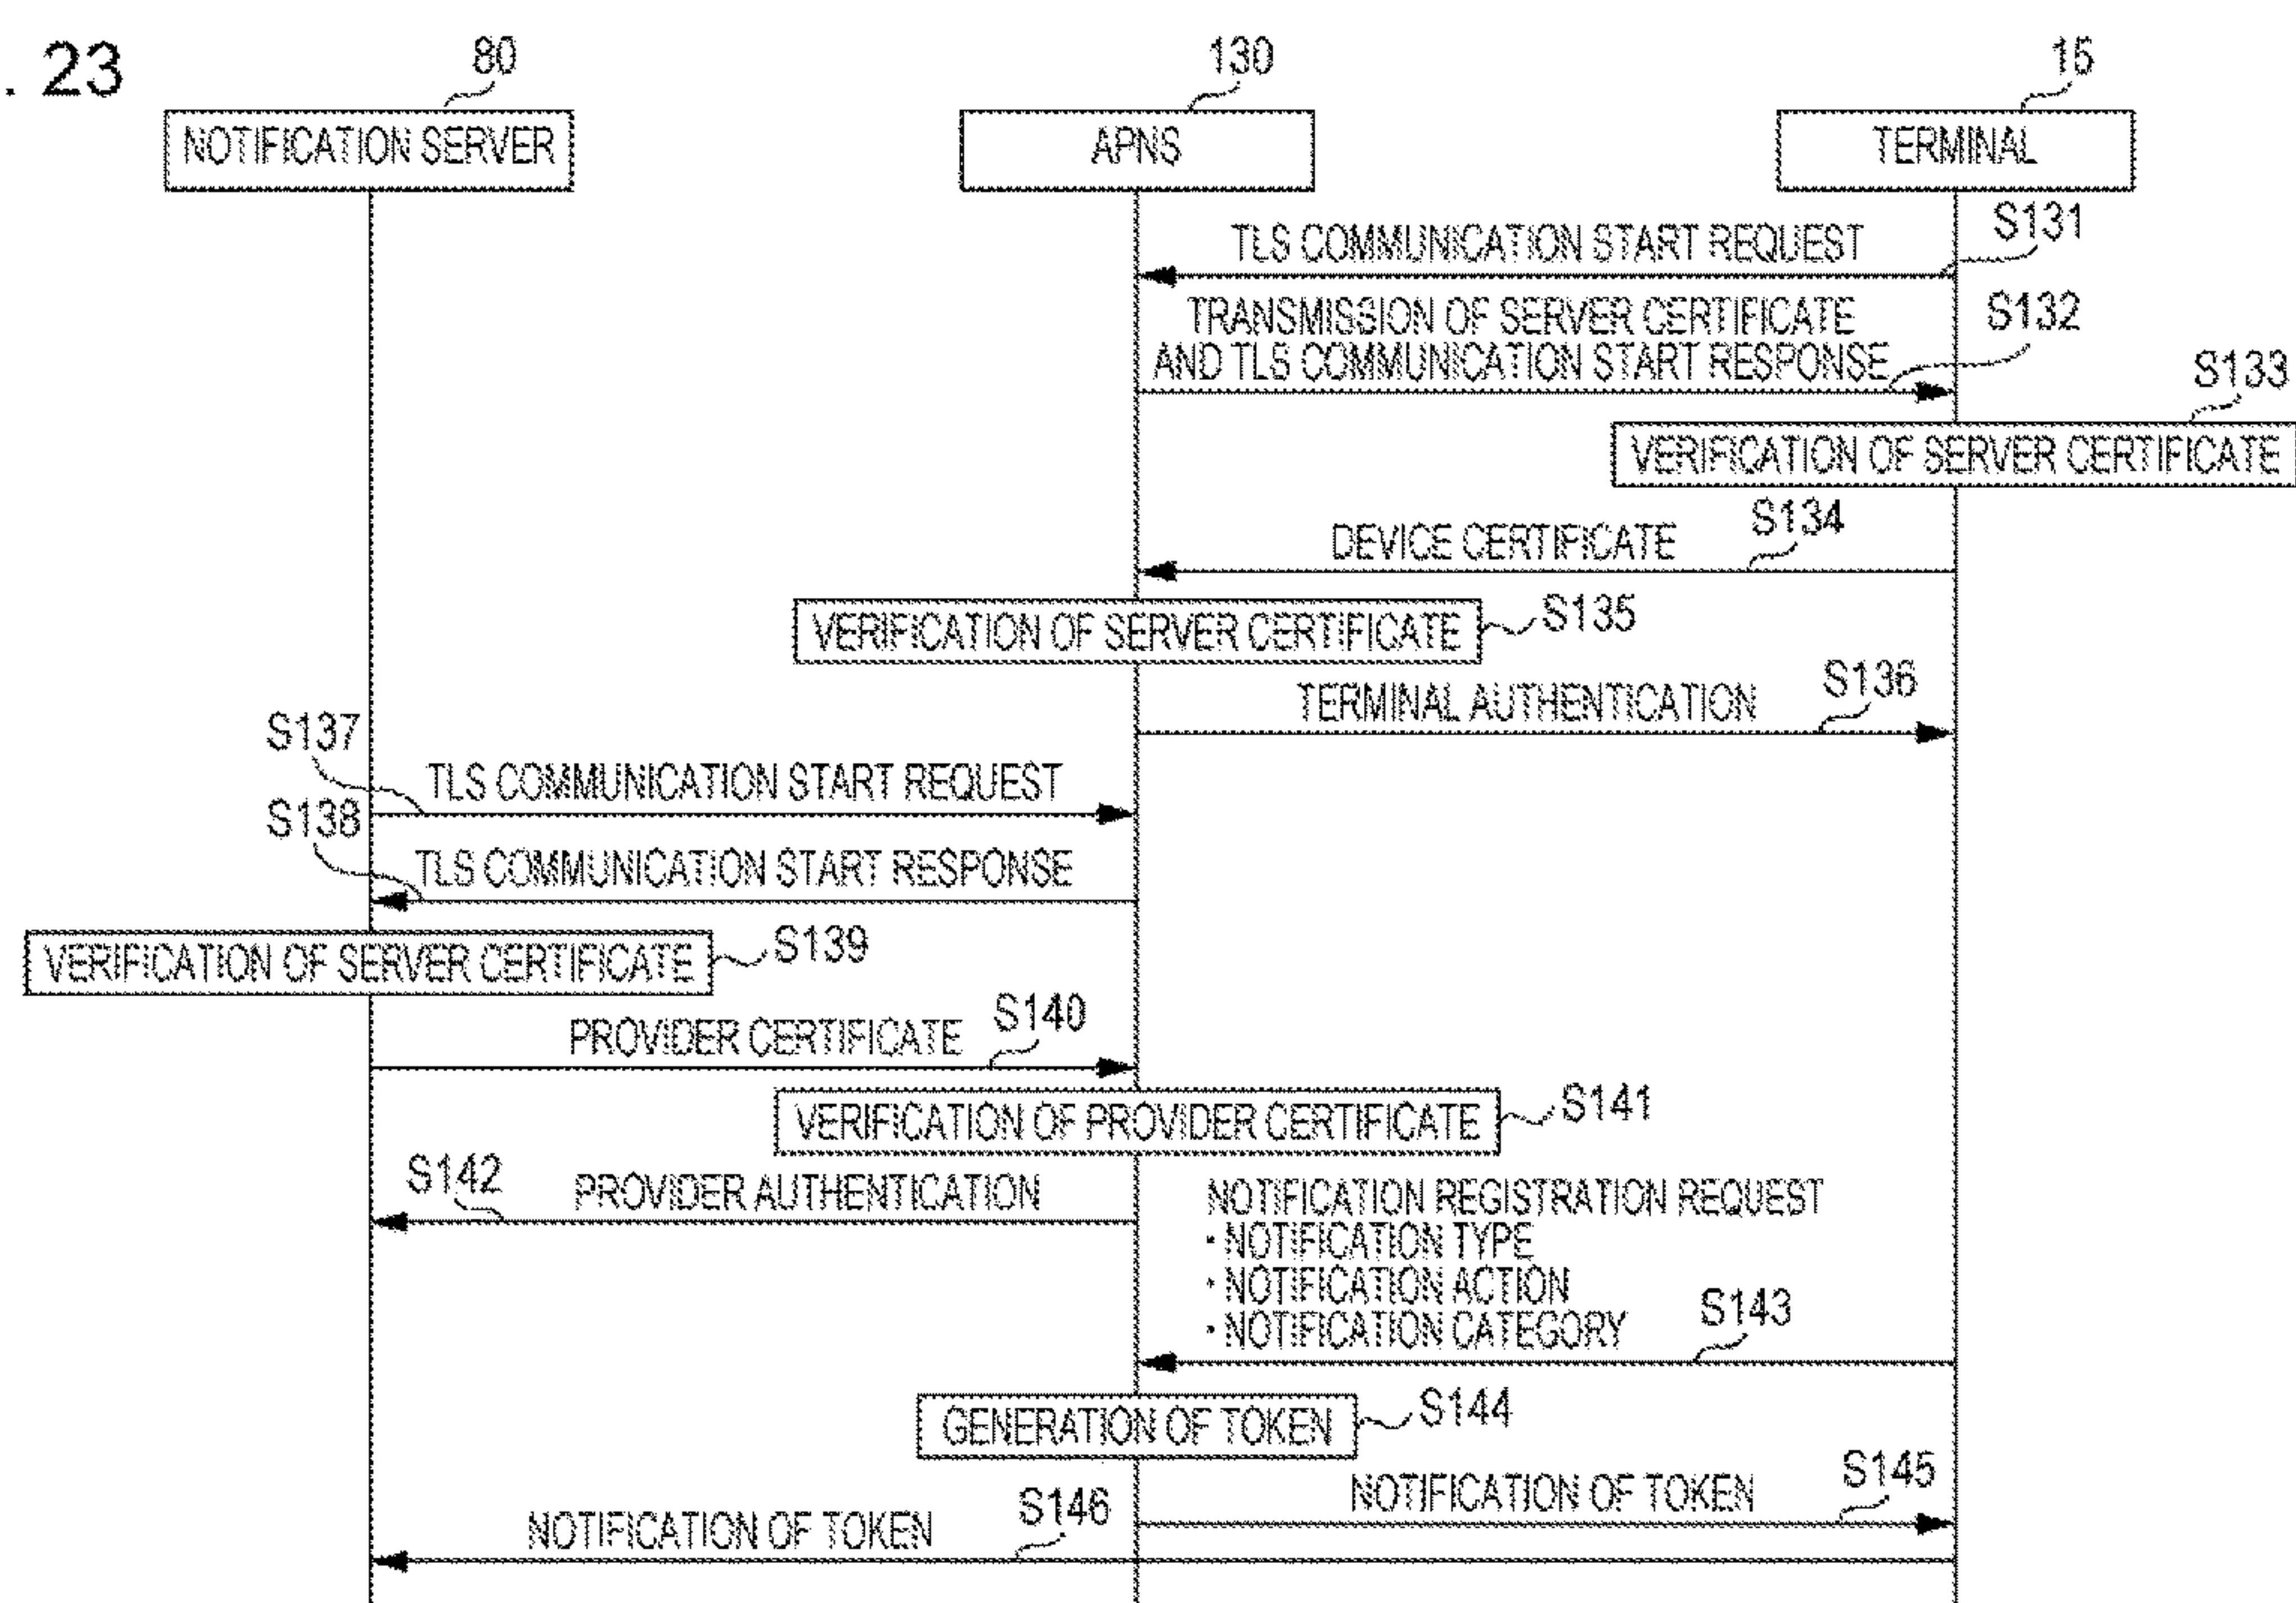 . 23
80
130
15
NOTIFICATION SERVER
APNS
TERMINAL
TLS COMMUNICATION START REQUEST
S131
TRANSMISSION OF SERVER CERTIFICATE
AND TLS COMMUNICATION START RESPONSE
S132
S133
VERIFICATION OF SERVER CERTIFICATE
DEVICE CERTIFICATE
S134
VERIFICATION OF SERVER CERTIFICATE
S135
TERMINAL AUTHENTICATION
S136
S137
TLS COMMUNICATION START REQUEST
S138
TLS COMMUNICATION START RESPONSE
VERIFICATION OF SERVER CERTIFICATE
S139
PROVIDER CERTIFICATE
S140
VERIFICATION OF PROVIDER CERTIFICATE
S141
S142
PROVIDER AUTHENTICATION
NOTIFICATION REGISTRATION REQUEST
· NOTIFICATION TYPE
· NOTIFICATION ACTION
· NOTIFICATION CATEGORY
S143
GENERATION OF TOKEN
S144
NOTIFICATION OF TOKEN
S145
NOTIFICATION OF TOKEN
S146